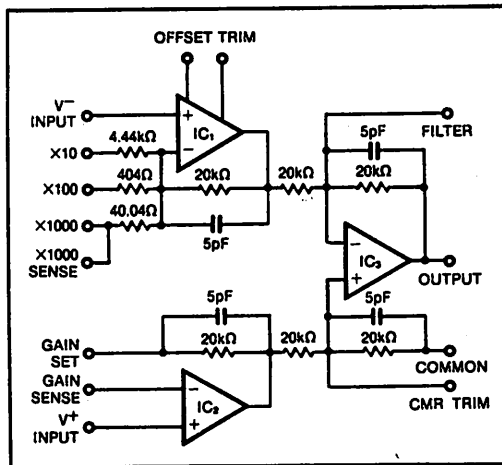 OFFSET TRIM
V⁻
INPUT
×10
4.44kΩ
+
IC₁
−
×100
404Ω
20kΩ
×1000
40.04Ω
5pF
×1000
SENSE
20kΩ
5pF
FILTER
20kΩ
−
IC₃
+
OUTPUT
5pF
GAIN
SET
20kΩ
20kΩ
5pF
20kΩ
COMMON
GAIN
SENSE
−
IC₂
V⁺
INPUT
+
CMR TRIM